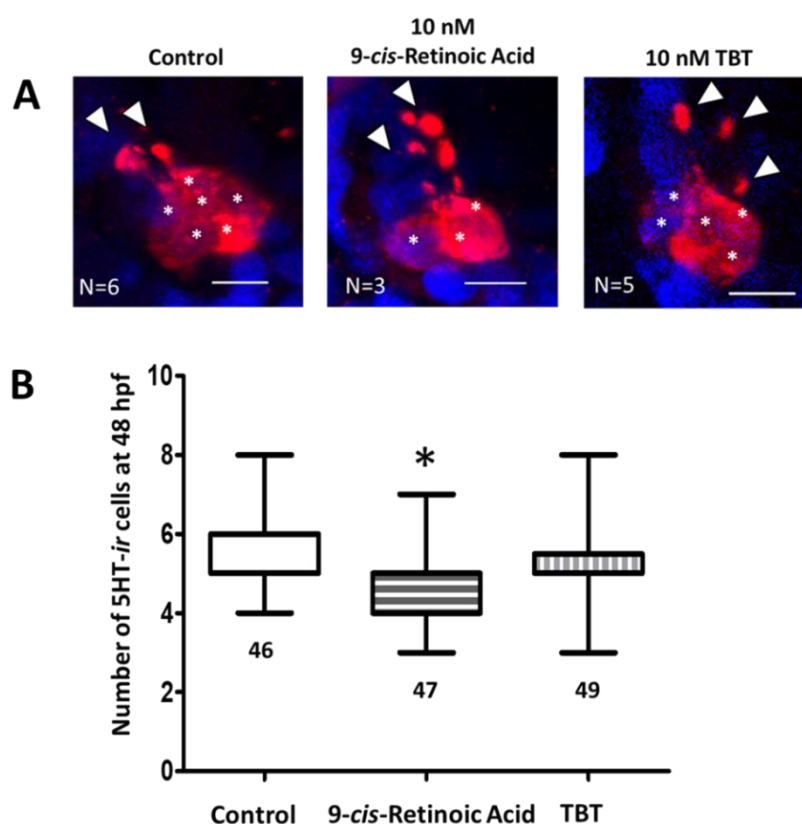 10 nM
Control
9-cis-Retinoic Acid
10 nM TBT
A
*
*
*
*
*
*
N=6
*
*
*
N=3
*
*
*
*
*
N=5
B
Number of 5HT-ir cells at 48 hpf
10
8
6
4
2
0
*
46
47
49
Control
9-cis-Retinoic Acid
TBT